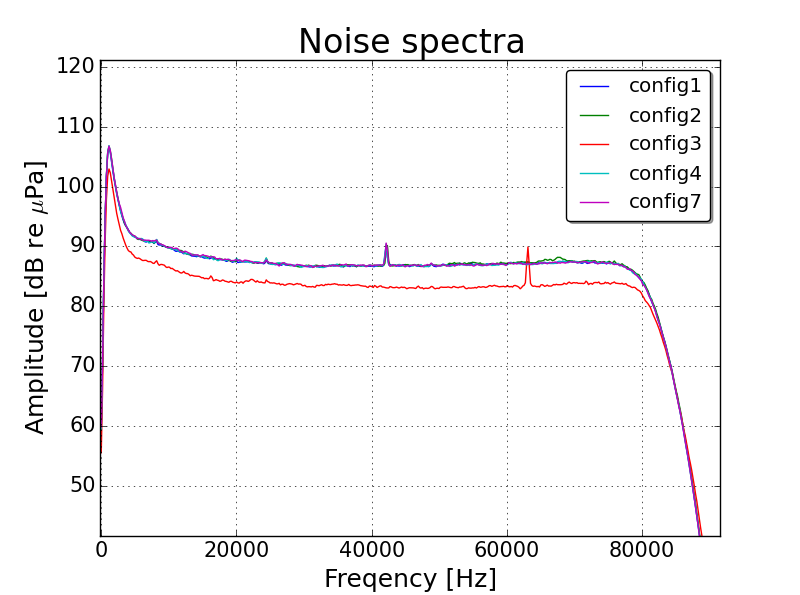 Noise spectra
120
110
100
90
80
70
60
50
Amplitude [dB re μPa]
config1
config2
config3
config4
config7
0 20000 40000 60000 80000
Freqency [Hz]